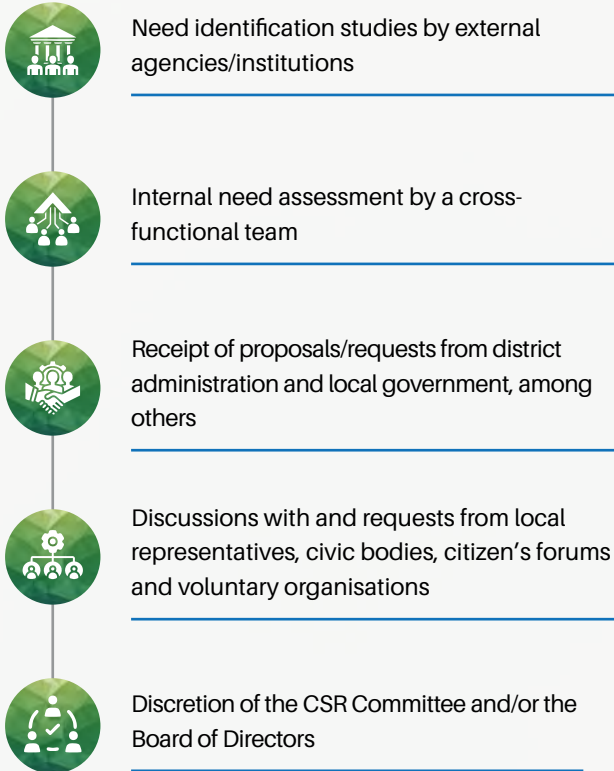 Need identification studies by external
agencies/institutions
Internal need assessment by a cross-
functional team
Receipt of proposals/requests from district
administration and local government, among
others
Discussions with and requests from local
representatives, civic bodies, citizen’s forums
and voluntary organisations
Discretion of the CSR Committee and/or the
Board of Directors